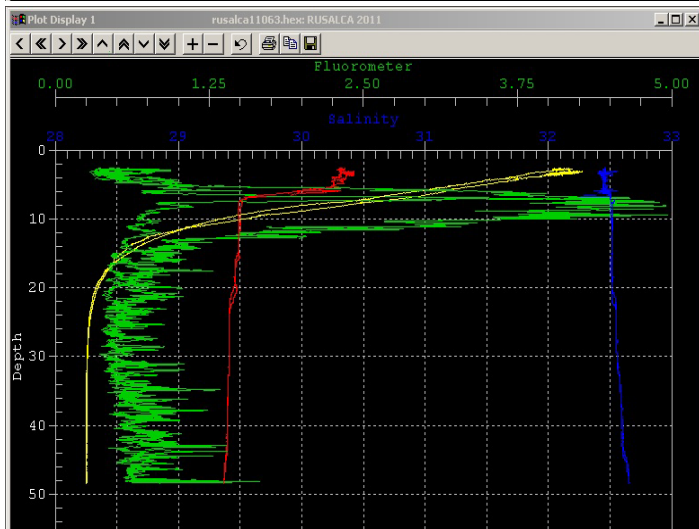 Plot Display 1 rusalca11063.hex: RUSALCA 2011
Fluorometer
0.00 1.25 2.50 3.75 5.00
Salinity
28 29 30 31 32 33
Depth
0
10
20
30
40
50